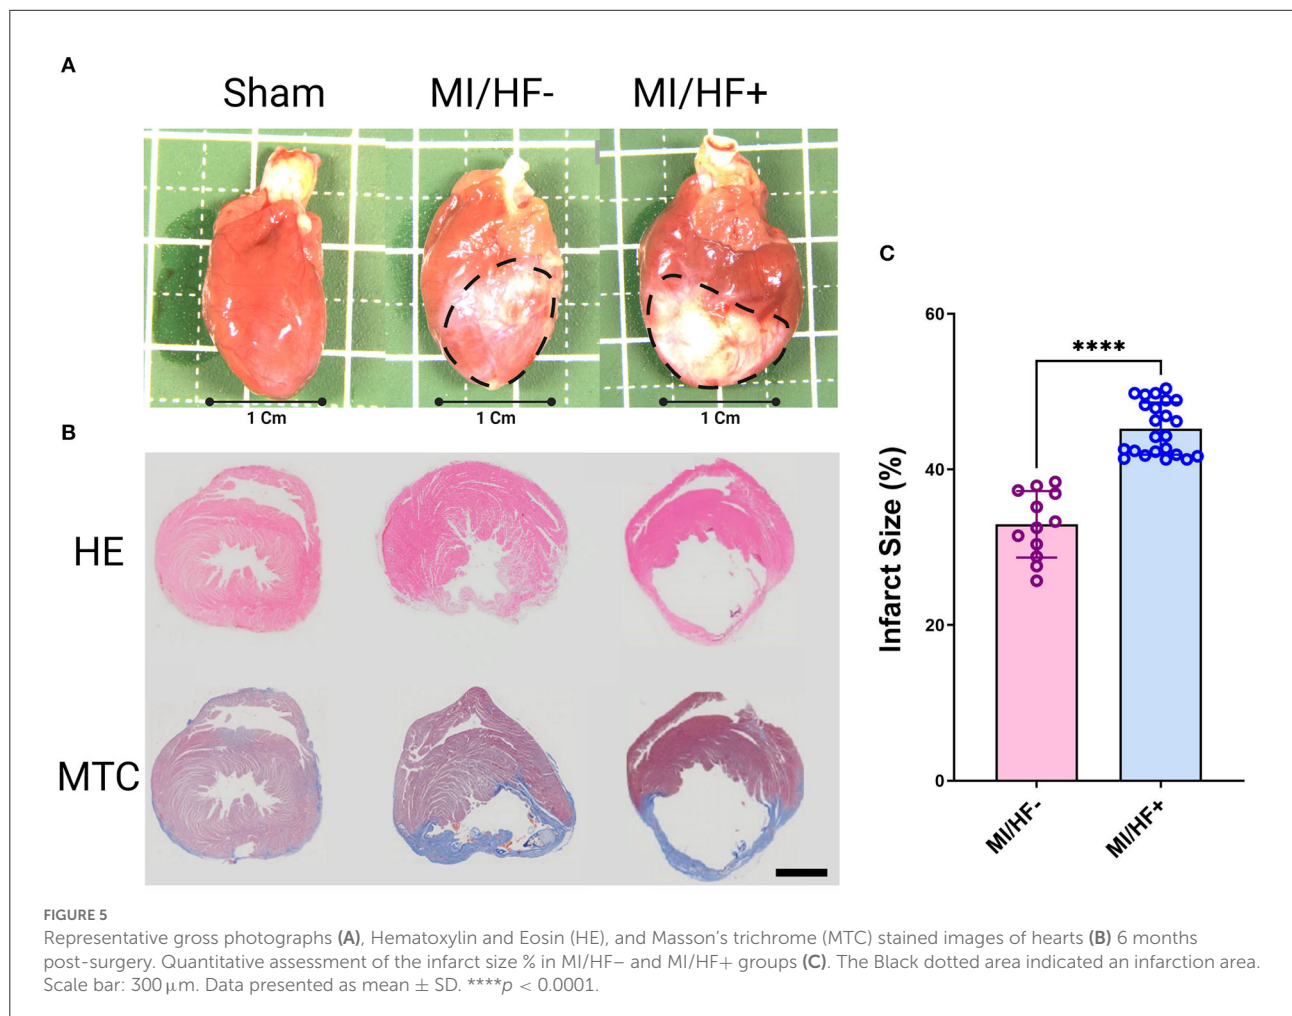 A
Sham MI/HF- MI/HF+
1 Cm 1 Cm 1 Cm
B
HE
MTC
C
Infarct Size (%)
60
40
20
0
****
MI/HF- MI/HF+
FIGURE 5
Representative gross photographs (A), Hematoxylin and Eosin (HE), and Masson's trichrome (MTC) stained images of hearts (B) 6 months
post-surgery. Quantitative assessment of the infarct size % in MI/HF− and MI/HF+ groups (C). The Black dotted area indicated an infarction area.
Scale bar: 300 μm. Data presented as mean ± SD. ****p < 0.0001.